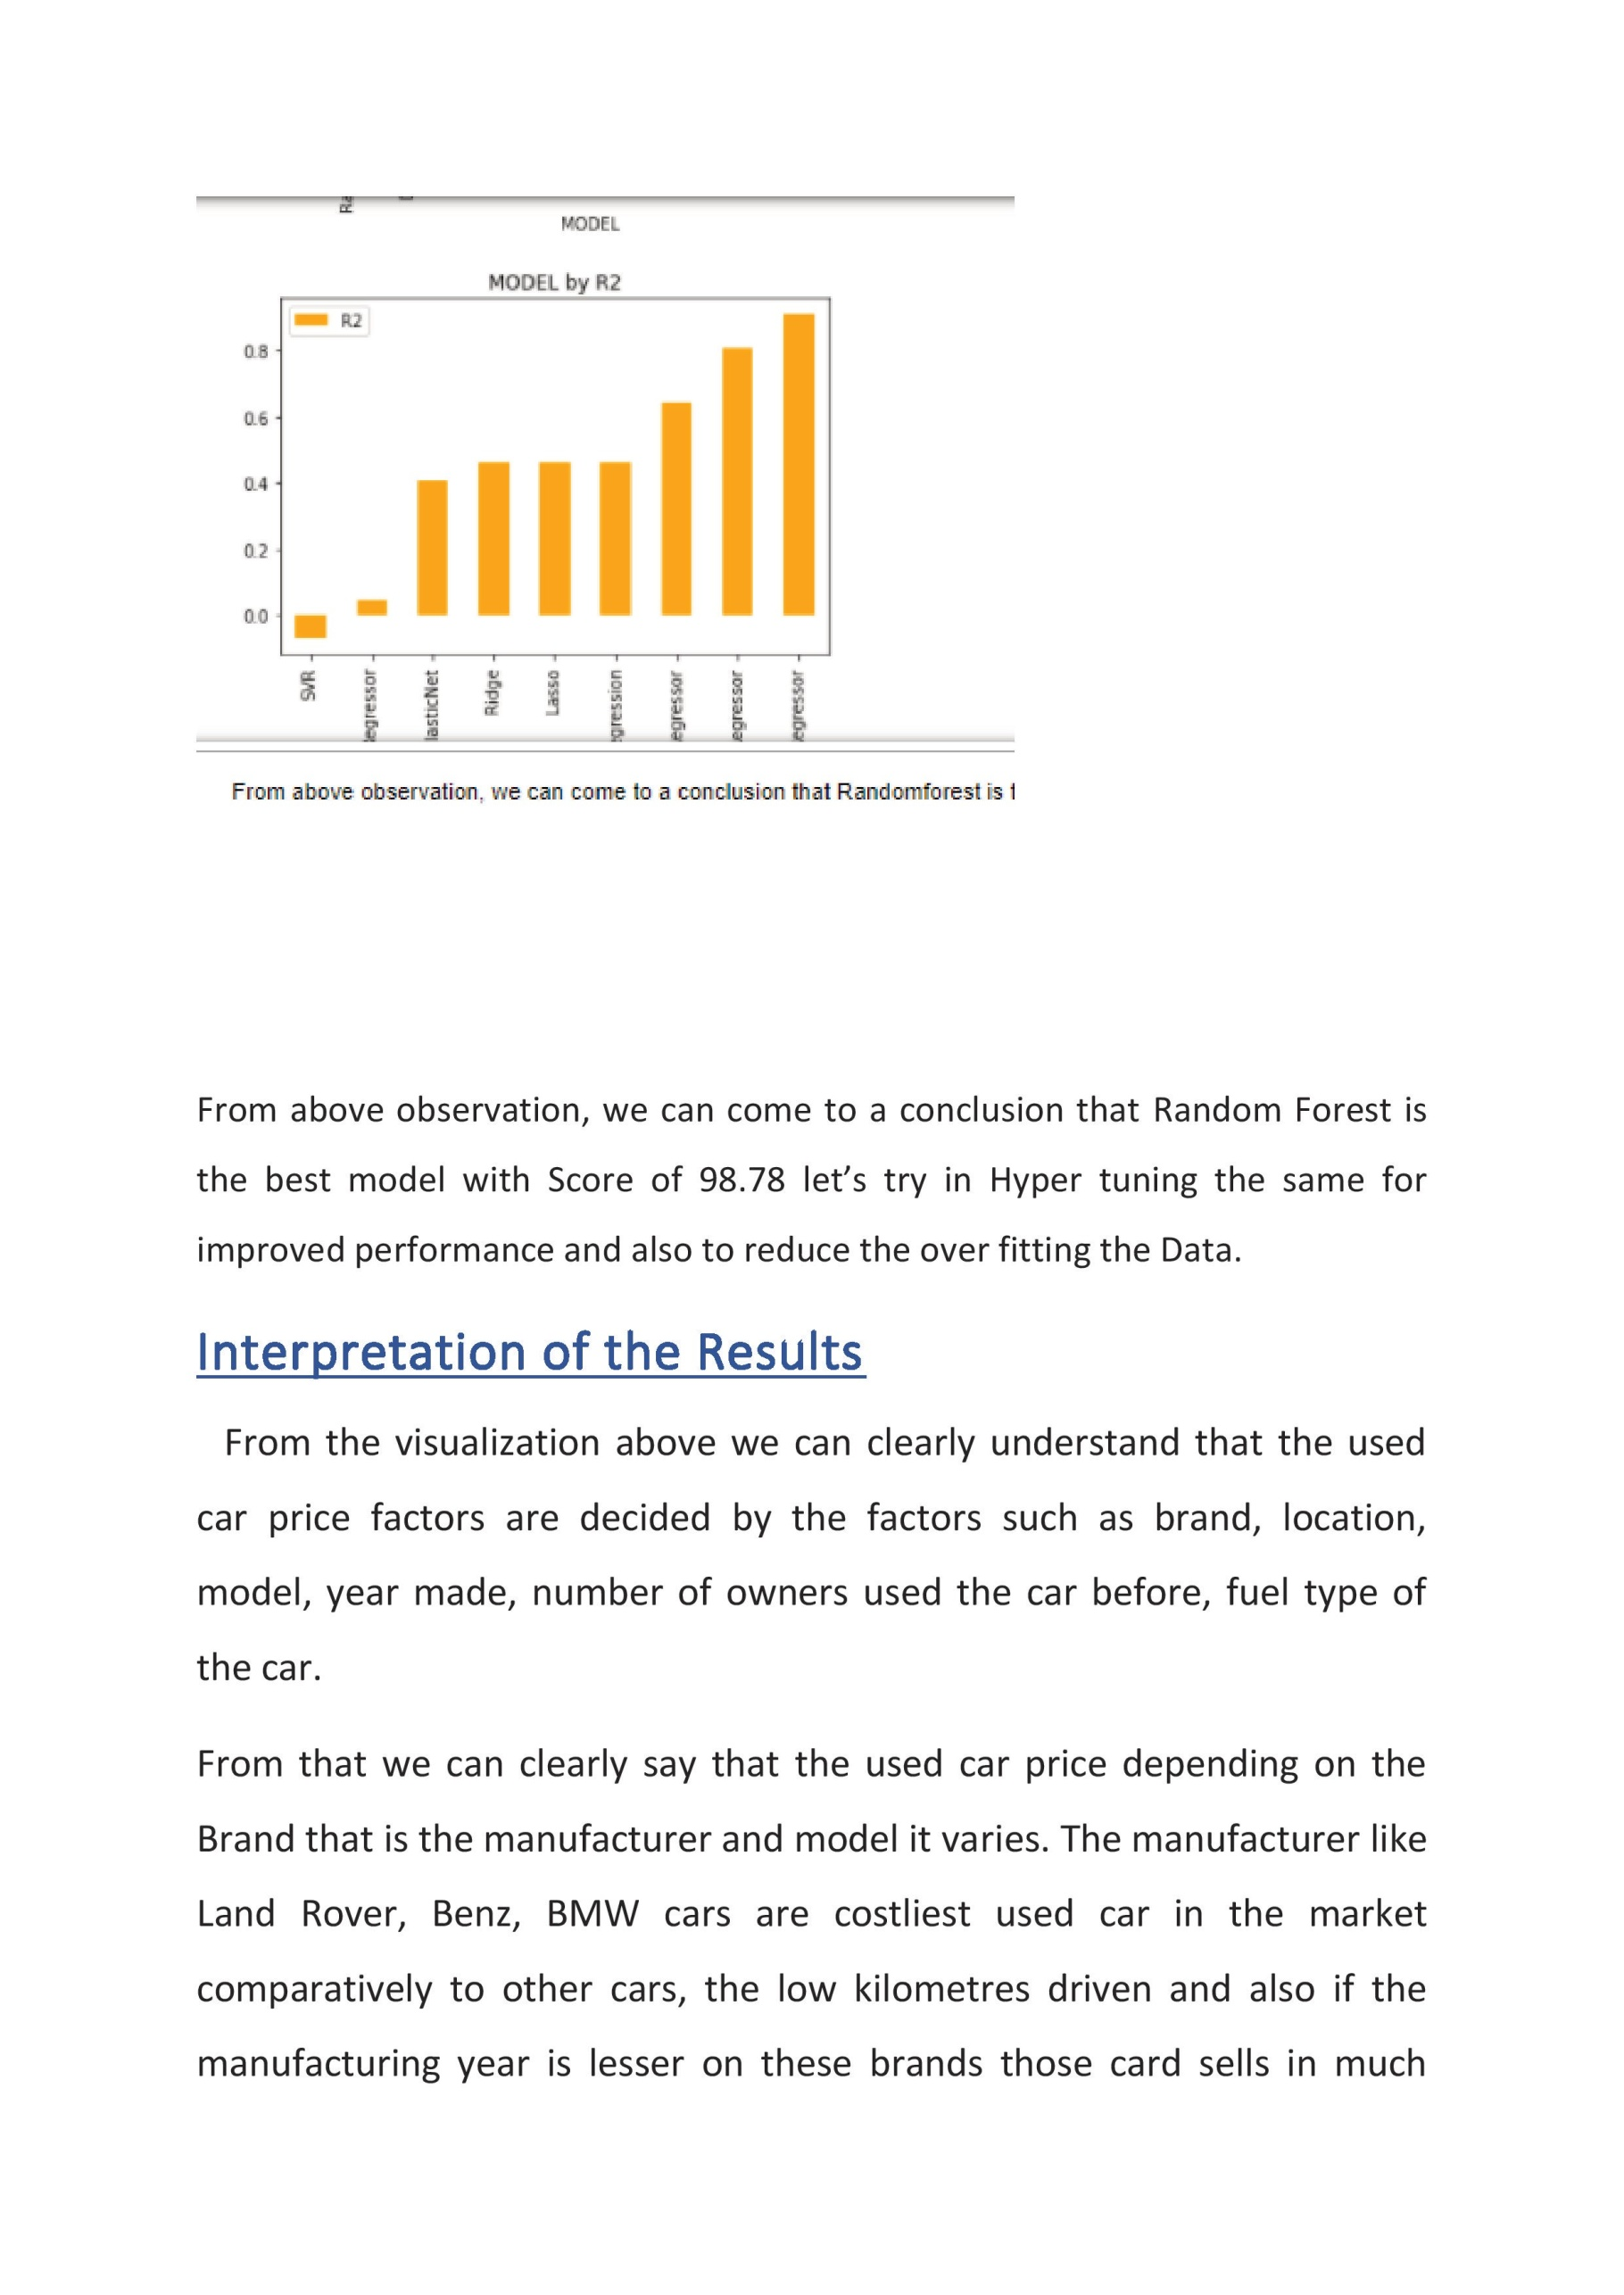 Ra
MODEL
MODEL by R2
R2
0.8
0.6
0.4
0.2
0.0
SVR
egressor
lasticNet
Ridge
Lasso
gression
egressor
egressor
egressor
From above observation, we can come to a conclusion that Randomforest is
From above observation, we can come to a conclusion that Random Forest is
the best model with Score of 98.78 let’s try in Hyper tuning the same for
improved performance and also to reduce the over fitting the Data.
Interpretation of the Results
From the visualization above we can clearly understand that the used
car price factors are decided by the factors such as brand, location,
model, year made, number of owners used the car before, fuel type of
the car.
From that we can clearly say that the used car price depending on the
Brand that is the manufacturer and model it varies. The manufacturer like
Land Rover, Benz, BMW cars are costliest used car in the market
comparatively to other cars, the low kilometres driven and also if the
manufacturing year is lesser on these brands those card sells in much